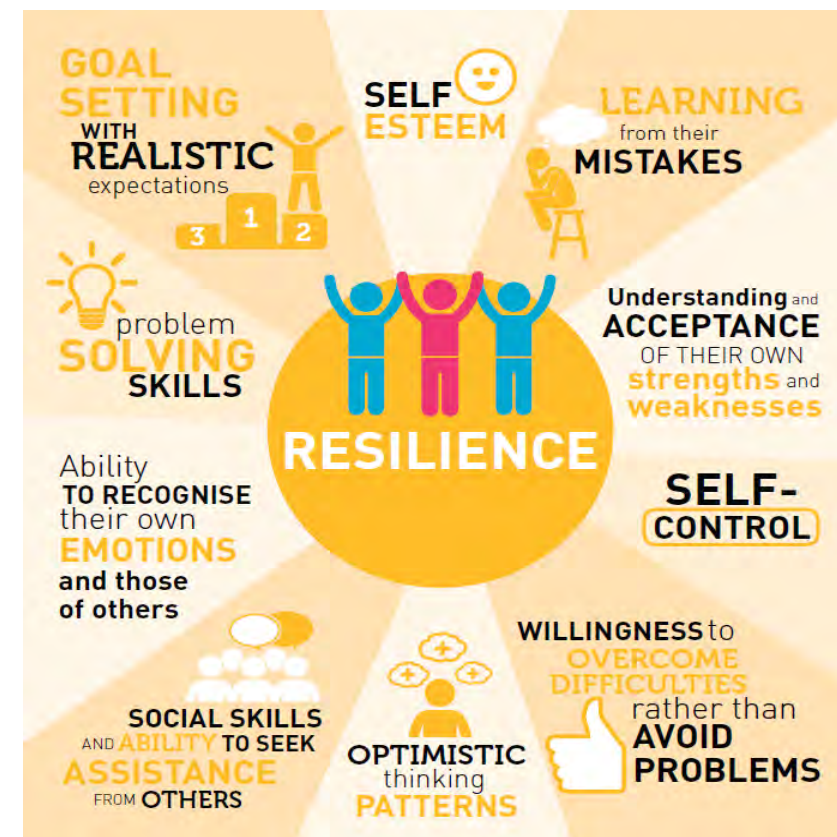 GOAL
SETTING
WITH
REALISTIC
expectations
3 1 2
SELF
ESTEEM
LEARNING
from their
MISTAKES
Understanding and
ACCEPTANCE
OF THEIR OWN
strengths and
weaknesses
SELF-
CONTROL
WILLINGNESS to
OVERCOME
DIFFICULTIES
rather than
AVOID
PROBLEMS
OPTIMISTIC
thinking
PATTERNS
SOCIAL SKILLS
AND ABILITY TO SEEK
ASSISTANCE
FROM OTHERS
Ability
TO RECOGNISE
their own
EMOTIONS
and those
of others
problem
SOLVING
SKILLS
RESILIENCE